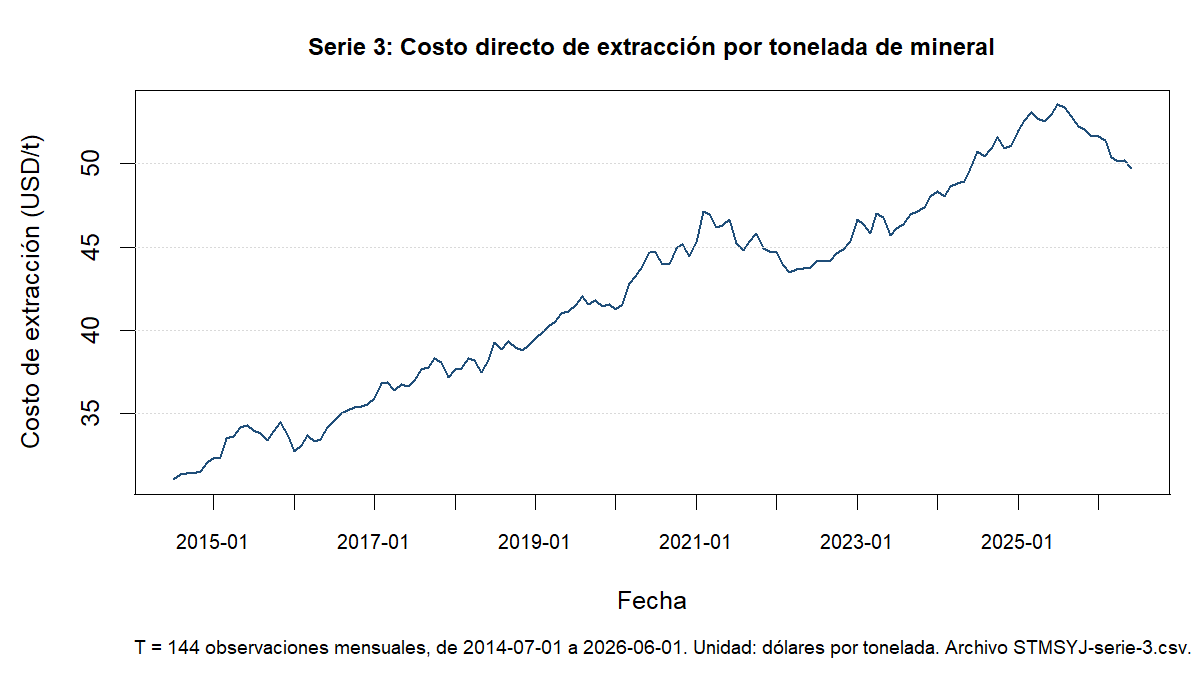 Serie 3: Costo directo de extracción por tonelada de mineral
Costo de extracción (USD/t)
50
45
40
35
2015-01 2017-01 2019-01 2021-01 2023-01 2025-01
Fecha
T = 144 observaciones mensuales, de 2014-07-01 a 2026-06-01. Unidad: dólares por tonelada. Archivo STMSYJ-serie-3.csv.